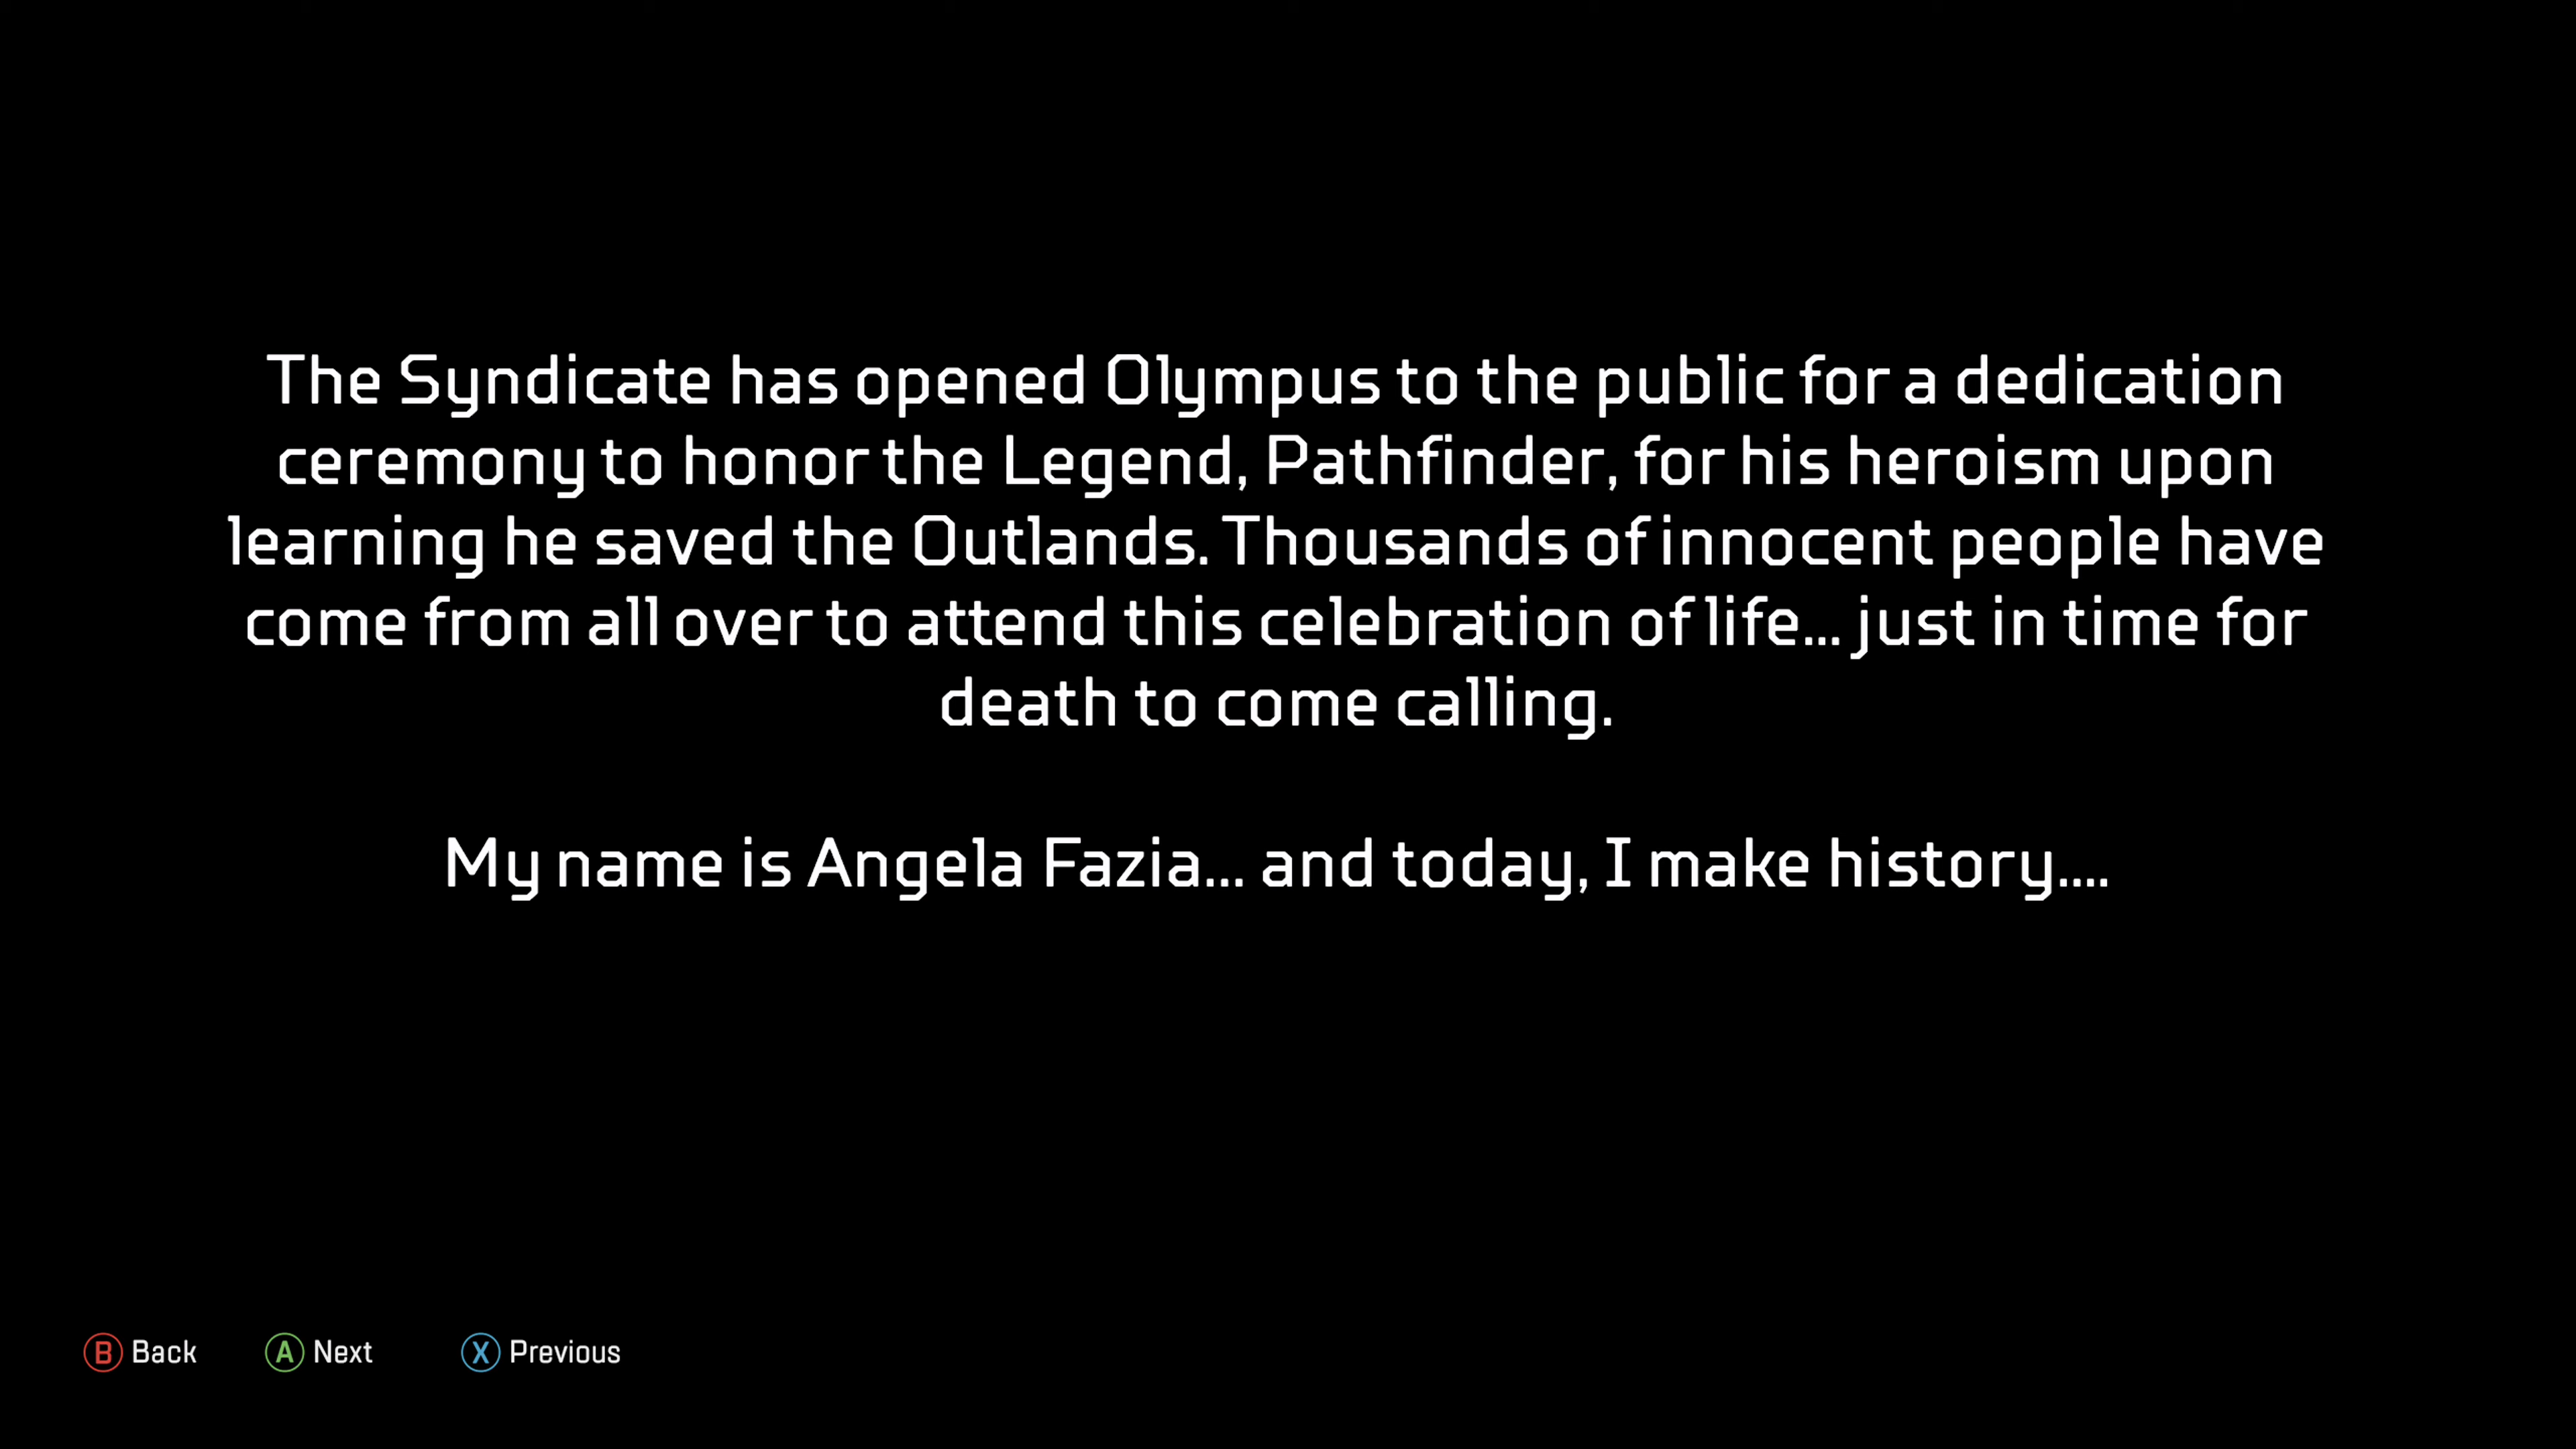 The Syndicate has opened Olympus to the public for a dedication
ceremony to honor the Legend, Pathfinder, for his heroism upon
learning he saved the Outlands. Thousands of innocent people have
come from all over to attend this celebration of life... just in time for
death to come calling.
My name is Angela Fazia... and today, I make history....
B Back A Next X Previous